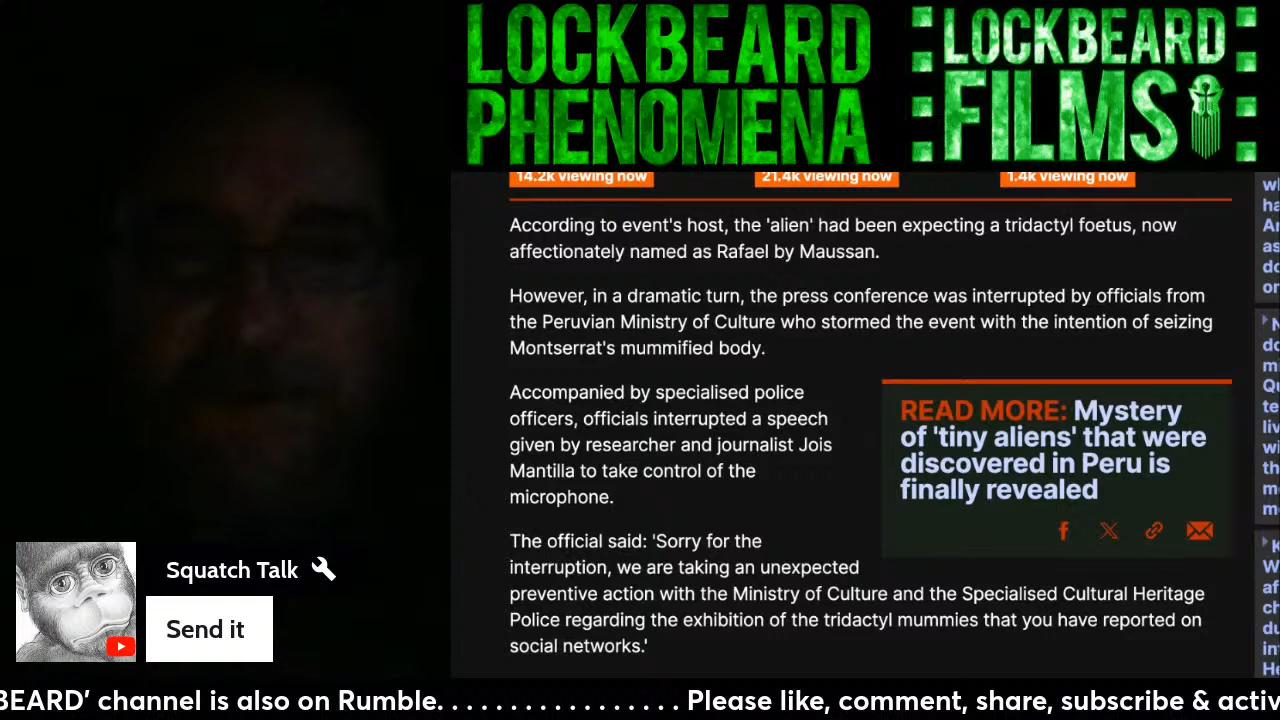 LOCKBEARD
PHENOMENA
LOCKBEARD
FILMS
14.2k viewing now
21.4k viewing now
1.4k viewing now
According to event's host, the 'alien' had been expecting a tridactyl foetus, now
affectionately named as Rafael by Maussan.
However, in a dramatic turn, the press conference was interrupted by officials from
the Peruvian Ministry of Culture who stormed the event with the intention of seizing
Montserrat's mummified body.
Accompanied by specialised police
officers, officials interrupted a speech
given by researcher and journalist Jois
Mantilla to take control of the
microphone.
READ MORE: Mystery
of 'tiny aliens' that were
discovered in Peru is
finally revealed
The official said: 'Sorry for the
interruption, we are taking an unexpected
preventive action with the Ministry of Culture and the Specialised Cultural Heritage
Police regarding the exhibition of the tridactyl mummies that you have reported on
social networks.'
Squatch Talk
Send it
BEARD' channel is also on Rumble. . . . . . . . . . . . . . . . . Please like, comment, share, subscribe & activ